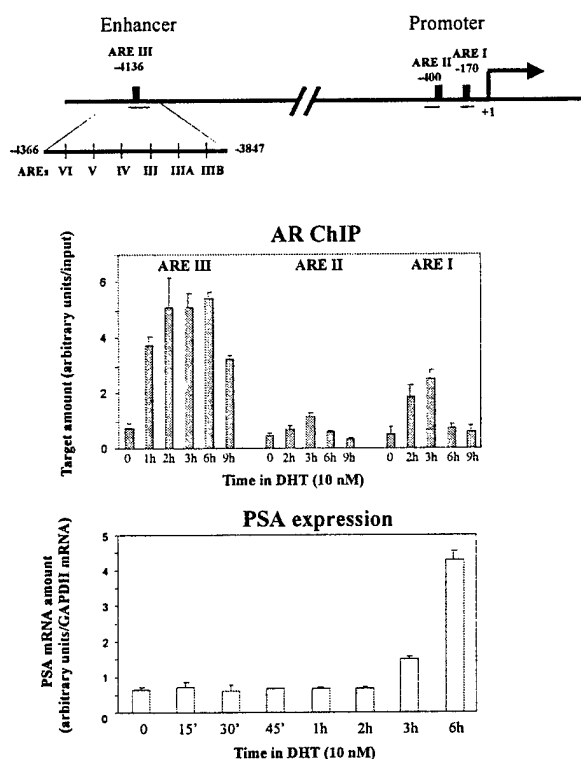 Enhancer
Promoter
ARE III
-4136
ARE II
-400
ARE I
-170
+1
-4366
-3847
AREs VI V IV III IIIA IIIB
AR ChIP
ARE III ARE II ARE I
Target amount (arbitrary units/input)
6
4
2
0
0 1h 2h 3h 6h 9h 0 2h 3h 6h 9h 0 2h 3h 6h 9h
Time in DHT (10 nM)
PSA expression
PSA mRNA amount
(arbitrary units/GAPDH mRNA)
5
4
3
2
1
0
0 15' 30' 45' 1h 2h 3h 6h
Time in DHT (10 nM)